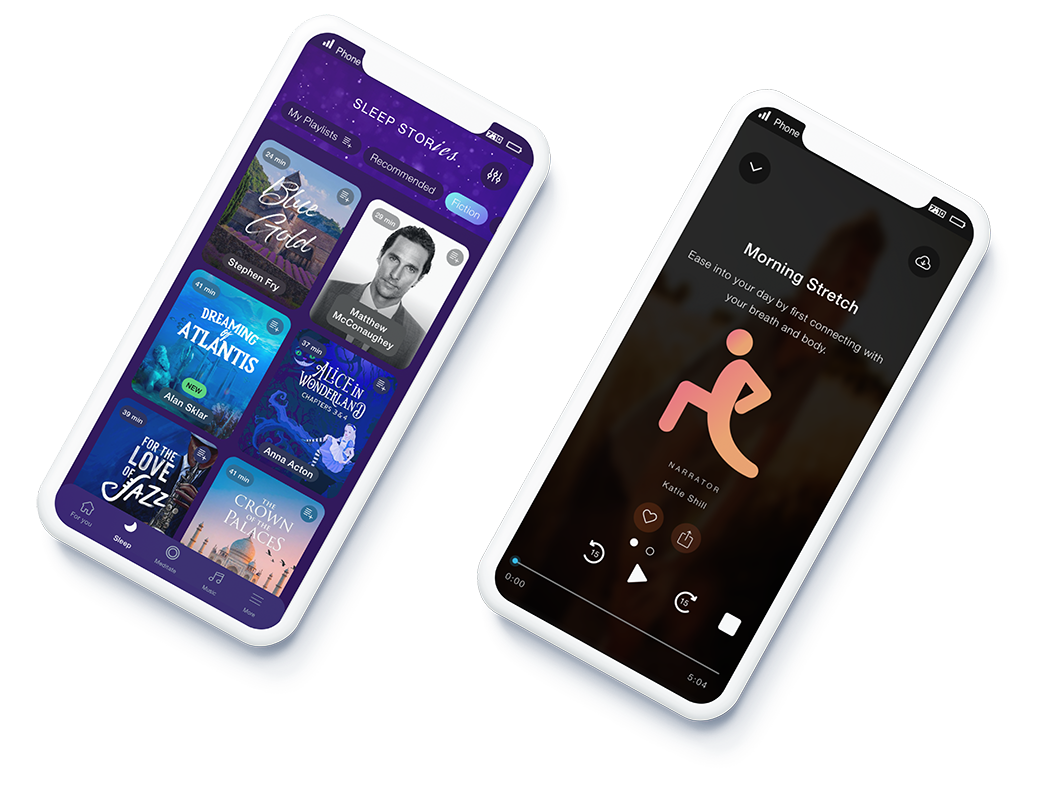 Phone
SLEEP STORies
My Playlists
Recommended
Fiction
24 min
Blue
Gold
Stephen Fry
29 min
Matthew
McConaughey
41 min
DREAMING
of
ATLANTIS
NEW
Alan Sklar
37 min
ALICE IN
WONDERLAND
CHAPTERS 3 & 4
Anna Acton
39 min
FOR THE
LOVE
OF
JAZZ
41 min
THE
CROWN
OF THE
PALACES
For you
Sleep
Meditate
Music
More
Phone
Morning Stretch
Ease into your day by first connecting with
your breath and body.
NARRATOR
Katie Shill
15
15
0:00
5:04